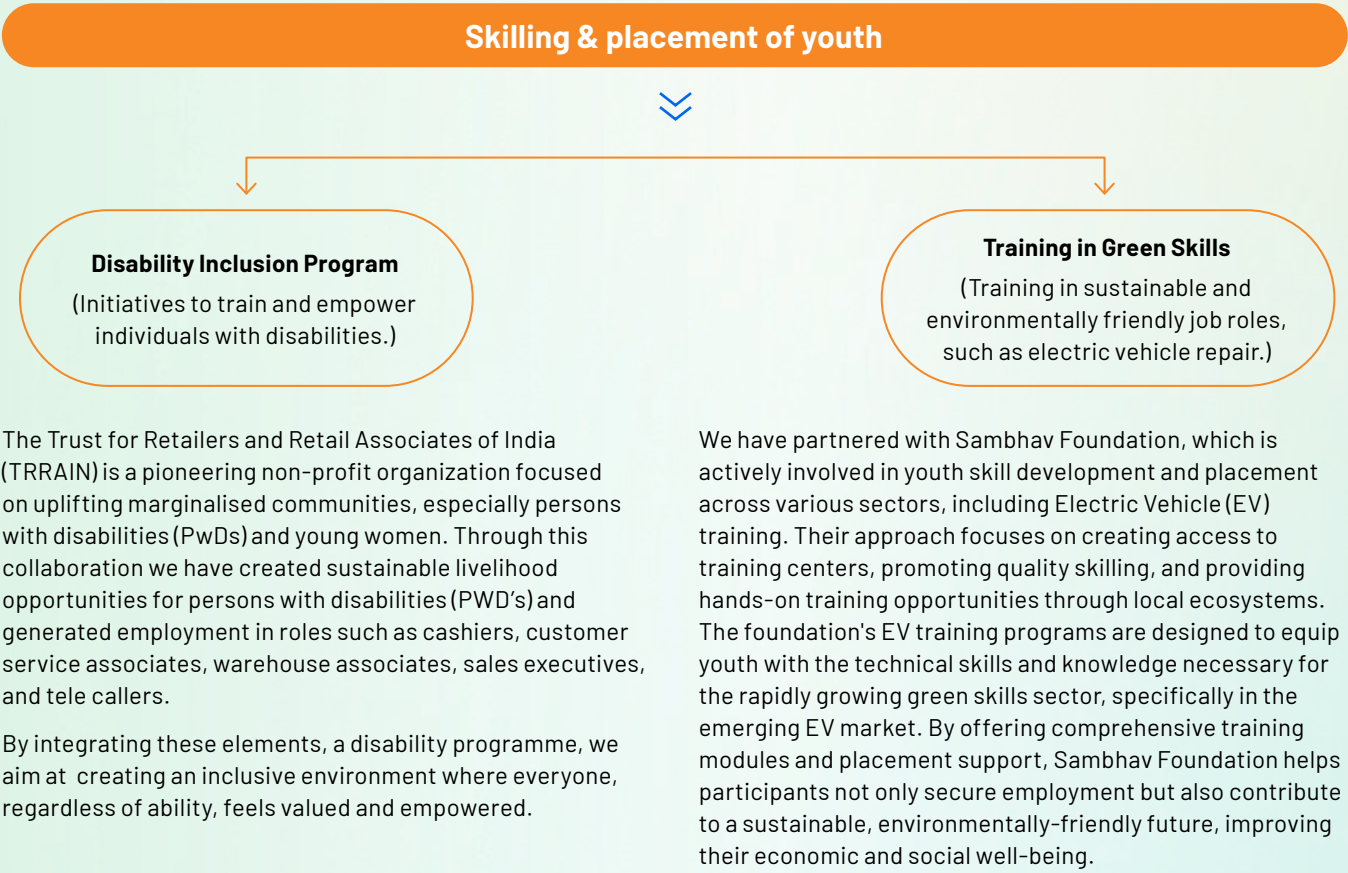 Skilling & placement of youth
Disability Inclusion Program
(Initiatives to train and empower
individuals with disabilities.)
Training in Green Skills
(Training in sustainable and
environmentally friendly job roles,
such as electric vehicle repair.)
The Trust for Retailers and Retail Associates of India
(TRRAIN) is a pioneering non-profit organization focused
on uplifting marginalised communities, especially persons
with disabilities (PwDs) and young women. Through this
collaboration we have created sustainable livelihood
opportunities for persons with disabilities (PWD's) and
generated employment in roles such as cashiers, customer
service associates, warehouse associates, sales executives,
and tele callers.
By integrating these elements, a disability programme, we
aim at creating an inclusive environment where everyone,
regardless of ability, feels valued and empowered.
We have partnered with Sambhav Foundation, which is
actively involved in youth skill development and placement
across various sectors, including Electric Vehicle (EV)
training. Their approach focuses on creating access to
training centers, promoting quality skilling, and providing
hands-on training opportunities through local ecosystems.
The foundation's EV training programs are designed to equip
youth with the technical skills and knowledge necessary for
the rapidly growing green skills sector, specifically in the
emerging EV market. By offering comprehensive training
modules and placement support, Sambhav Foundation helps
participants not only secure employment but also contribute
to a sustainable, environmentally-friendly future, improving
their economic and social well-being.